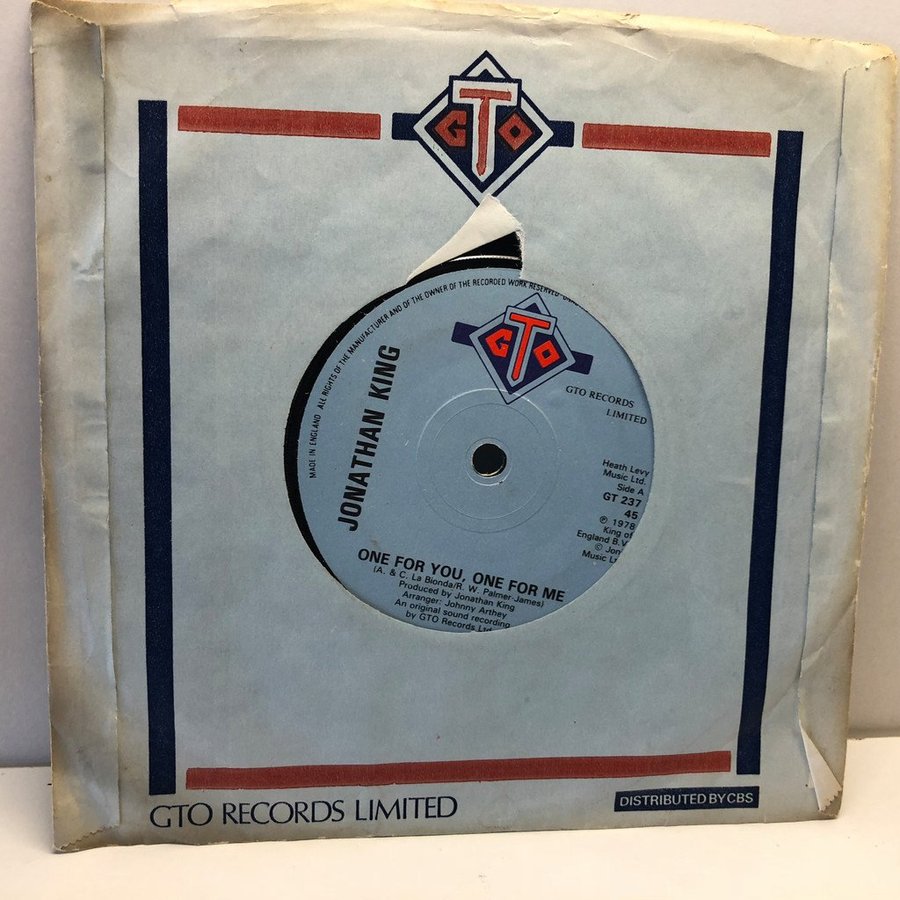 GTO
ALL RIGHTS OF THE MANUFACTURER AND OF THE OWNER OF THE RECORDED WORK RESERVED
MADE IN ENGLAND
GTO
GTO RECORDS
LIMITED
JONATHAN KING
Heath Levy
Music Ltd.
Side A
GT 237
45
℗ 1978
King of
England B.V
© Jon
Music Lt
ONE FOR YOU, ONE FOR ME
(A. & C. La Bionda/R. W. Palmer-James)
Produced by Jonathan King
Arranger: Johnny Arthey
An original sound recording
by GTO Records Ltd
GTO RECORDS LIMITED
DISTRIBUTED BY CBS